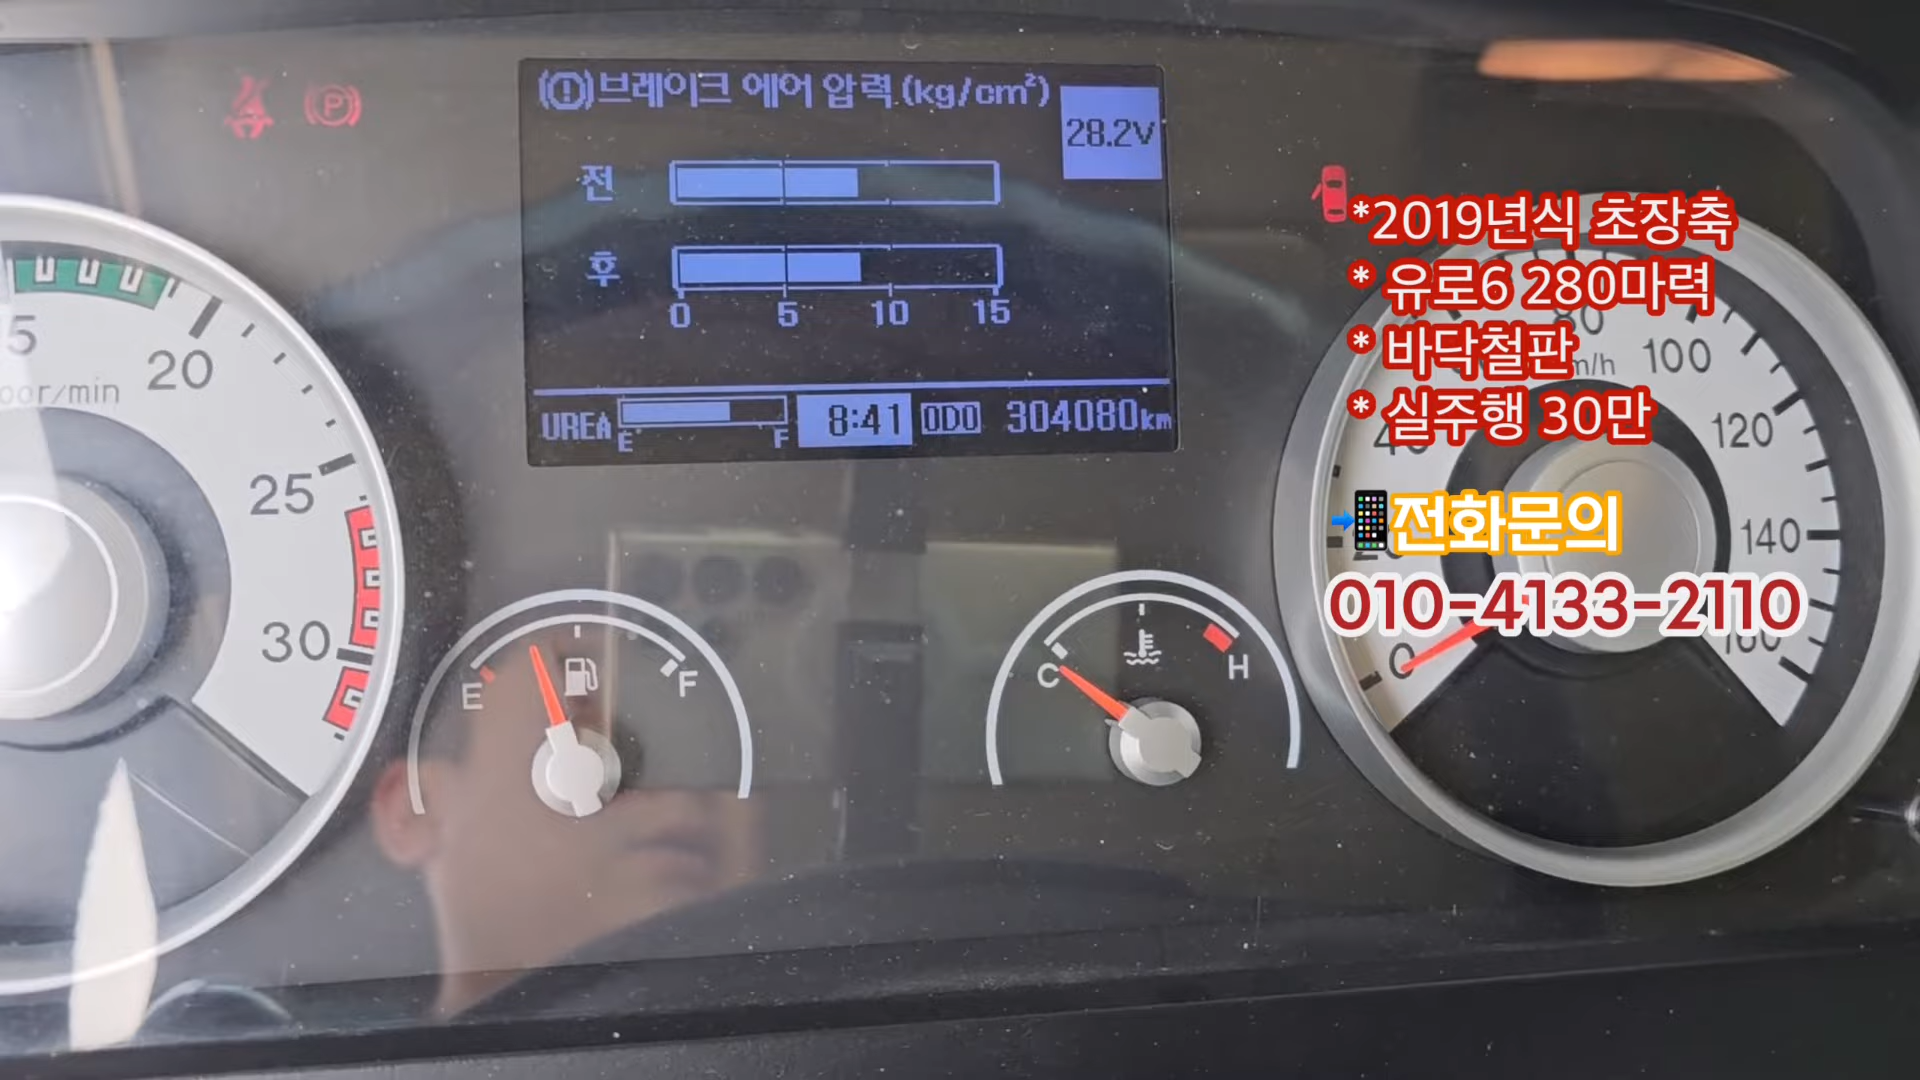 (!)브레이크 에어 압력 (kg/cm²)
28.2V
전
후
0 5 10 15
UREA E F 8:41 ODO 304080km
20
25
30
E F
C H
80
100
120
140
0
*2019년식 초장축
* 유로6 280마력
* 바닥철판
* 실주행 30만
전화문의
010-4133-2110